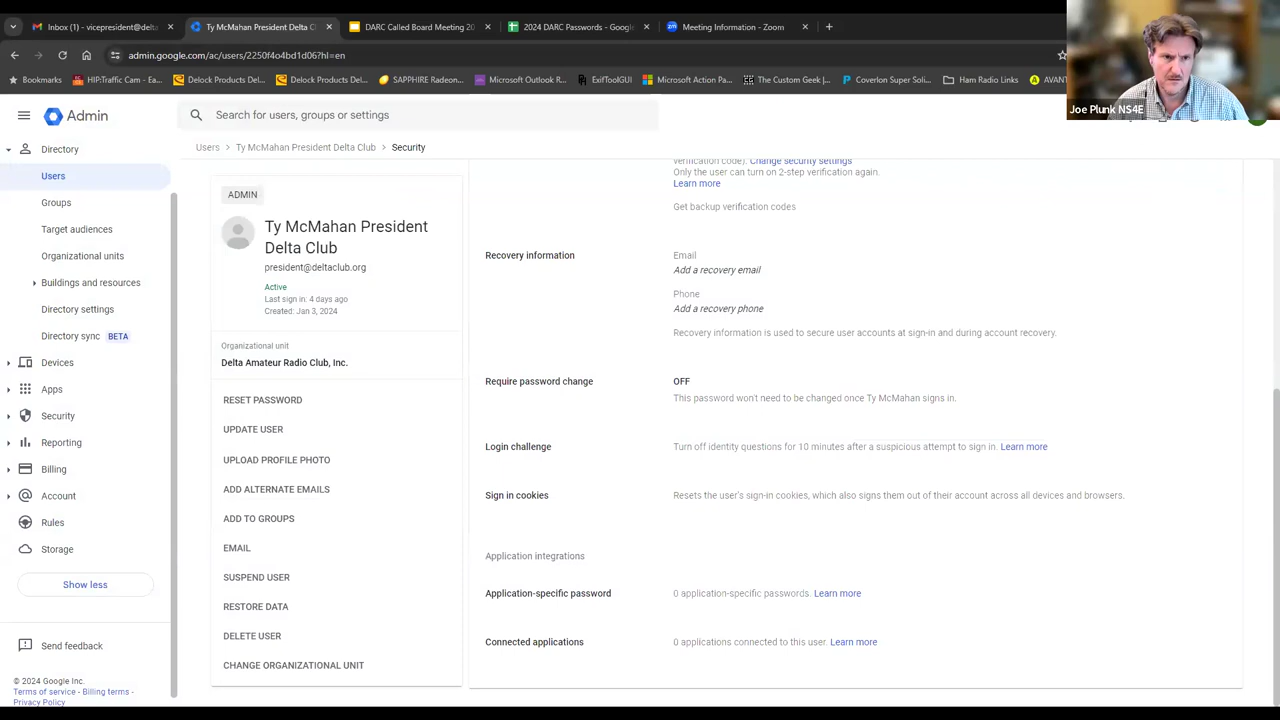 Inbox (1) - vicepresident@delta
Ty McMahan President Delta C
DARC Called Board Meeting 20
2024 DARC Passwords - Google
Meeting Information - Zoom
admin.google.com/ac/users/2250f4o4bd1d06?hl=en
Bookmarks
HIP:Traffic Cam - Ea...
Delock Products Del...
Delock Products Del...
SAPPHIRE Radeon...
Microsoft Outlook R...
ExifToolGUI
Microsoft Action Pa...
The Custom Geek |...
Coverlon Super Soli...
Ham Radio Links
AVANT
Joe Plunk NS4E
Admin
Search for users, groups or settings
Directory
Users
Groups
Target audiences
Organizational units
Buildings and resources
Directory settings
Directory sync BETA
Devices
Apps
Security
Reporting
Billing
Account
Rules
Storage
Show less
Send feedback
© 2024 Google Inc.
Terms of service - Billing terms -
Privacy Policy
Users > Ty McMahan President Delta Club > Security
ADMIN
Ty McMahan President
Delta Club
president@deltaclub.org
Active
Last sign in: 4 days ago
Created: Jan 3, 2024
Organizational unit
Delta Amateur Radio Club, Inc.
RESET PASSWORD
UPDATE USER
UPLOAD PROFILE PHOTO
ADD ALTERNATE EMAILS
ADD TO GROUPS
EMAIL
SUSPEND USER
RESTORE DATA
DELETE USER
CHANGE ORGANIZATIONAL UNIT
verification code). Change security settings
Only the user can turn on 2-step verification again.
Learn more
Get backup verification codes
Recovery information
Email
Add a recovery email
Phone
Add a recovery phone
Recovery information is used to secure user accounts at sign-in and during account recovery.
Require password change
OFF
This password won't need to be changed once Ty McMahan signs in.
Login challenge
Turn off identity questions for 10 minutes after a suspicious attempt to sign in. Learn more
Sign in cookies
Resets the user's sign-in cookies, which also signs them out of their account across all devices and browsers.
Application integrations
Application-specific password
0 application-specific passwords. Learn more
Connected applications
0 applications connected to this user. Learn more